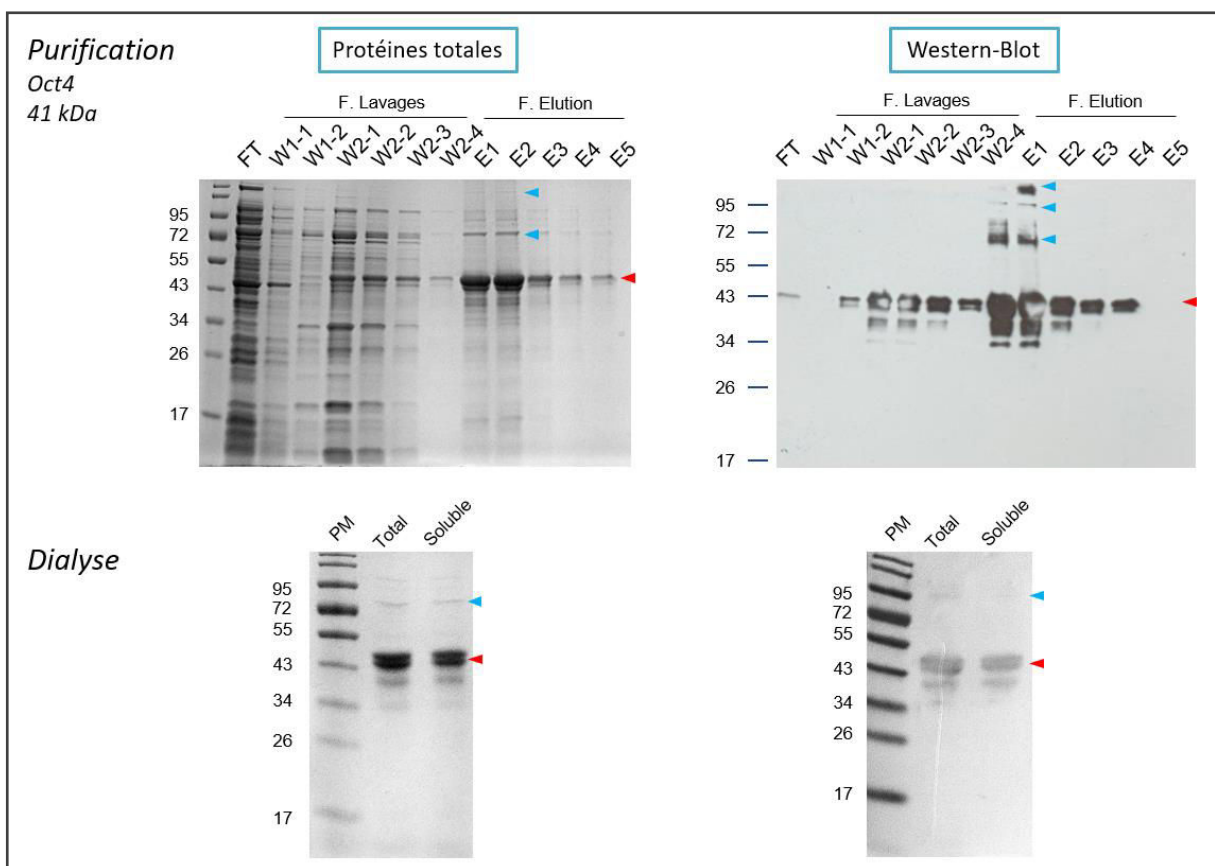 Purification
Oct4
41 kDa
Protéines totales
F. Lavages
F. Elution
FT W1-1 W1-2 W2-1 W2-2 W2-3 W2-4 E1 E2 E3 E4 E5
95
72
55
43
34
26
17
Western-Blot
F. Lavages
F. Elution
FT W1-1 W1-2 W2-1 W2-2 W2-3 W2-4 E1 E2 E3 E4 E5
95
72
55
43
34
26
17
Dialyse
PM Total Soluble
95
72
55
43
34
26
17
PM Total Soluble
95
72
55
43
34
26
17